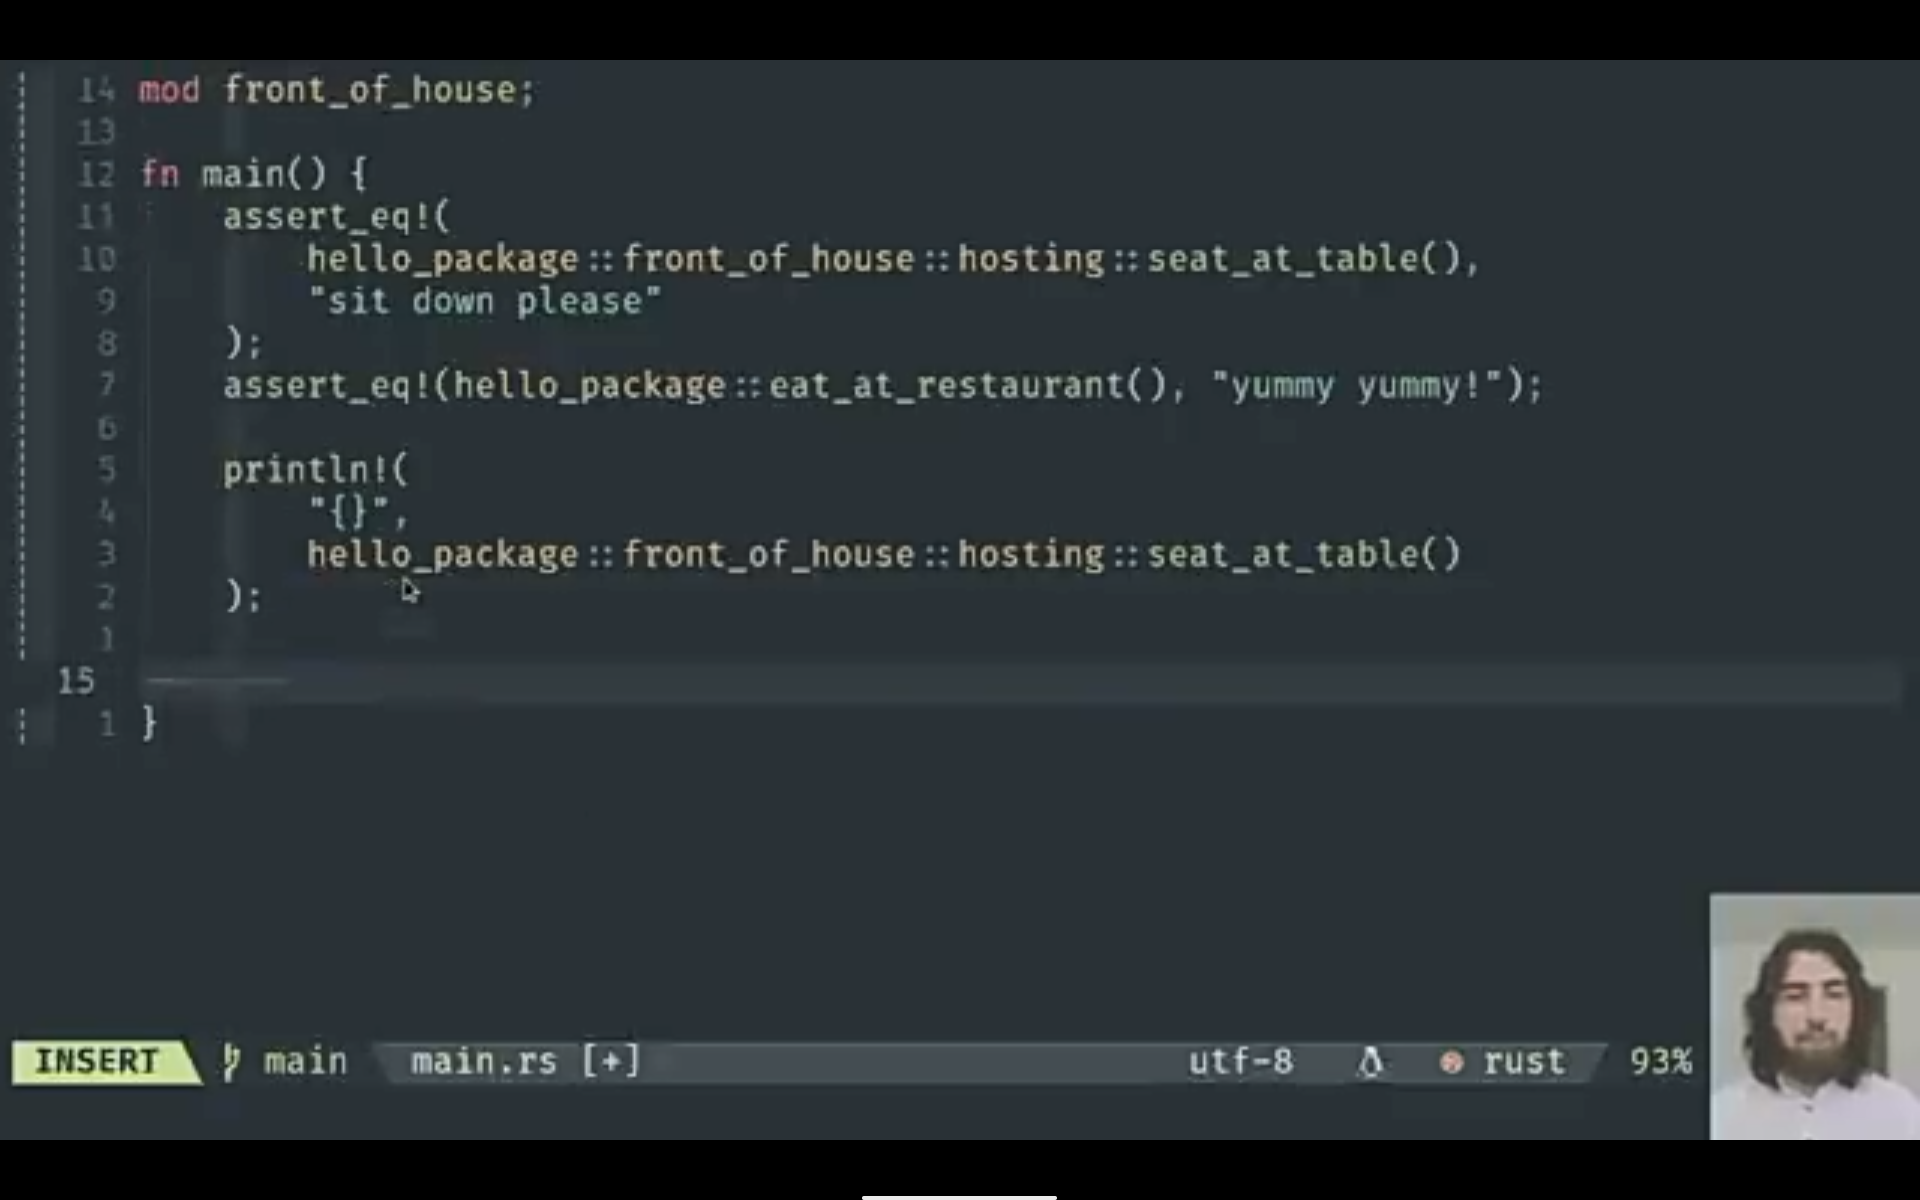 14 mod front_of_house;
13
12 fn main() {
11 assert_eq!(
10 hello_package::front_of_house::hosting::seat_at_table(),
9 "sit down please"
8 );
7 assert_eq!(hello_package::eat_at_restaurant(), "yummy yummy!");
6
5 println!(
4 "{}",
3 hello_package::front_of_house::hosting::seat_at_table()
2 );
1
15
1 }
INSERT main main.rs [+] utf-8 rust 93%